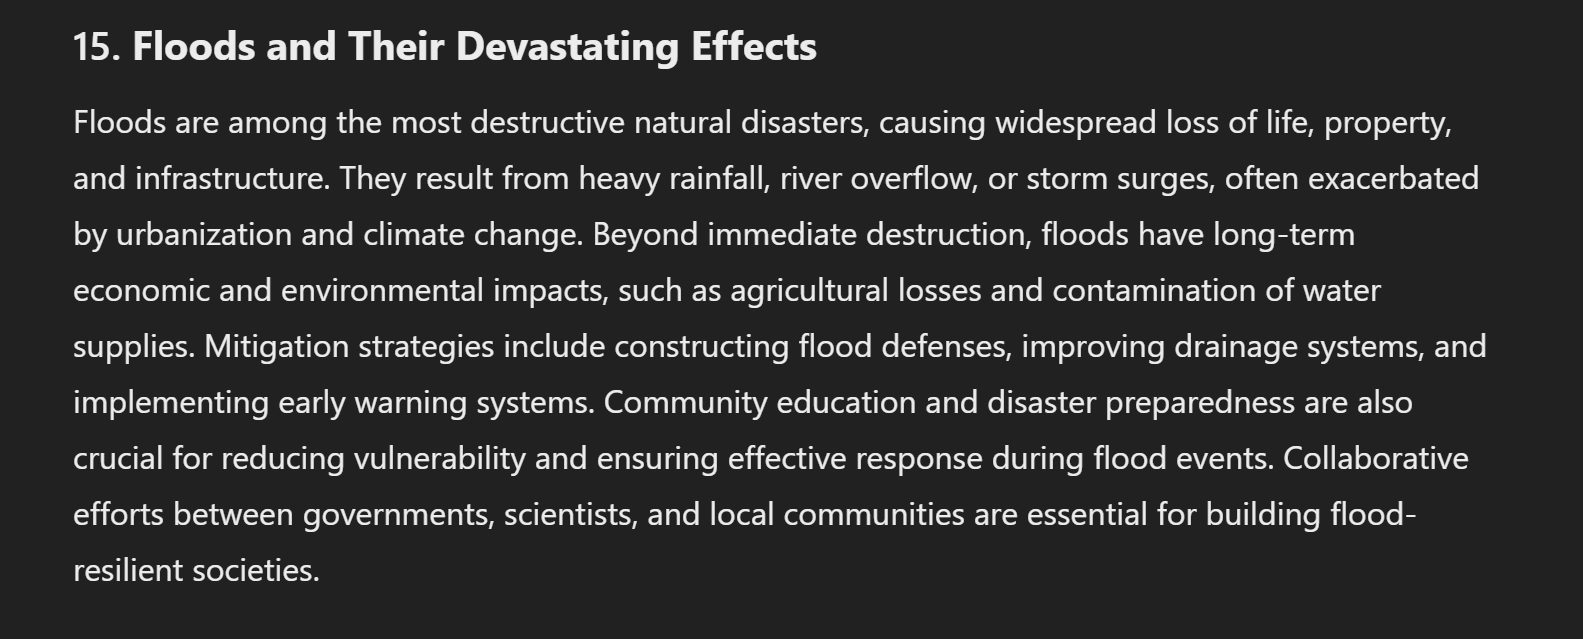 15. Floods and Their Devastating Effects
Floods are among the most destructive natural disasters, causing widespread loss of life, property,
and infrastructure. They result from heavy rainfall, river overflow, or storm surges, often exacerbated
by urbanization and climate change. Beyond immediate destruction, floods have long-term
economic and environmental impacts, such as agricultural losses and contamination of water
supplies. Mitigation strategies include constructing flood defenses, improving drainage systems, and
implementing early warning systems. Community education and disaster preparedness are also
crucial for reducing vulnerability and ensuring effective response during flood events. Collaborative
efforts between governments, scientists, and local communities are essential for building flood-
resilient societies.